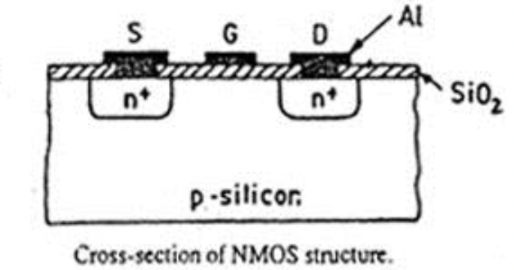 S G D Al
SiO₂
n⁺ n⁺
p-silicon.
Cross-section of NMOS structure.